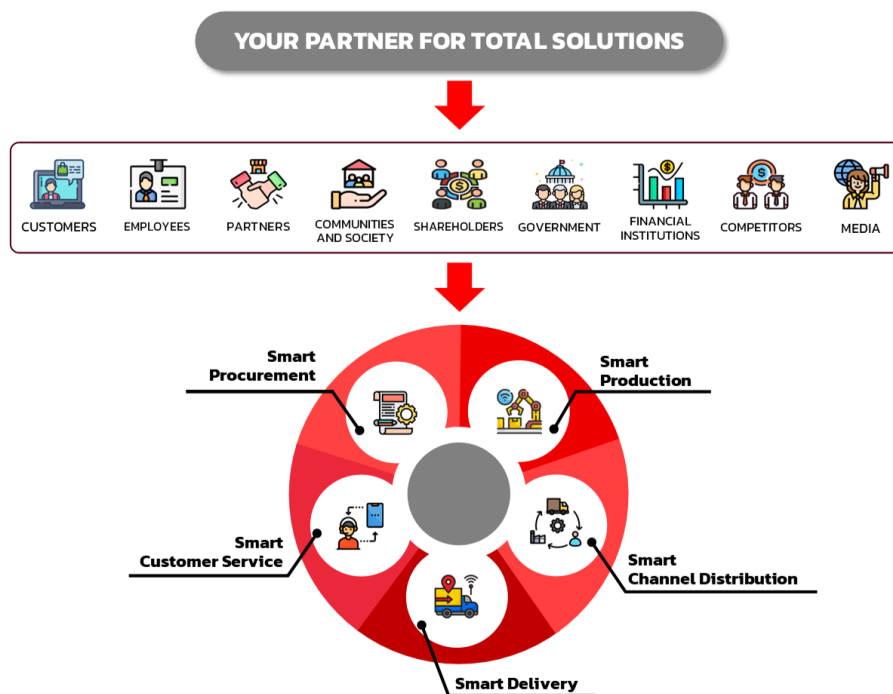 YOUR PARTNER FOR TOTAL SOLUTIONS
CUSTOMERS
EMPLOYEES
PARTNERS
COMMUNITIES
AND SOCIETY
SHAREHOLDERS
GOVERNMENT
FINANCIAL
INSTITUTIONS
COMPETITORS
MEDIA
Smart
Procurement
Smart
Production
Smart
Customer Service
Smart
Channel Distribution
Smart Delivery